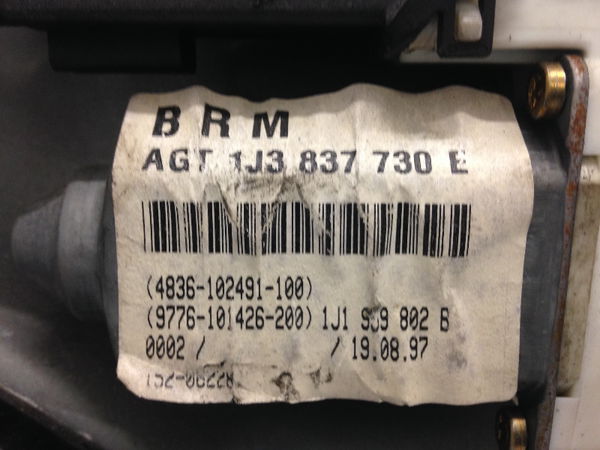 BRM
AGT 1J3 837 730 E
(4836-102491-100)
(9776-101426-200) 1J1 959 802 B
0002 / / 19.08.97